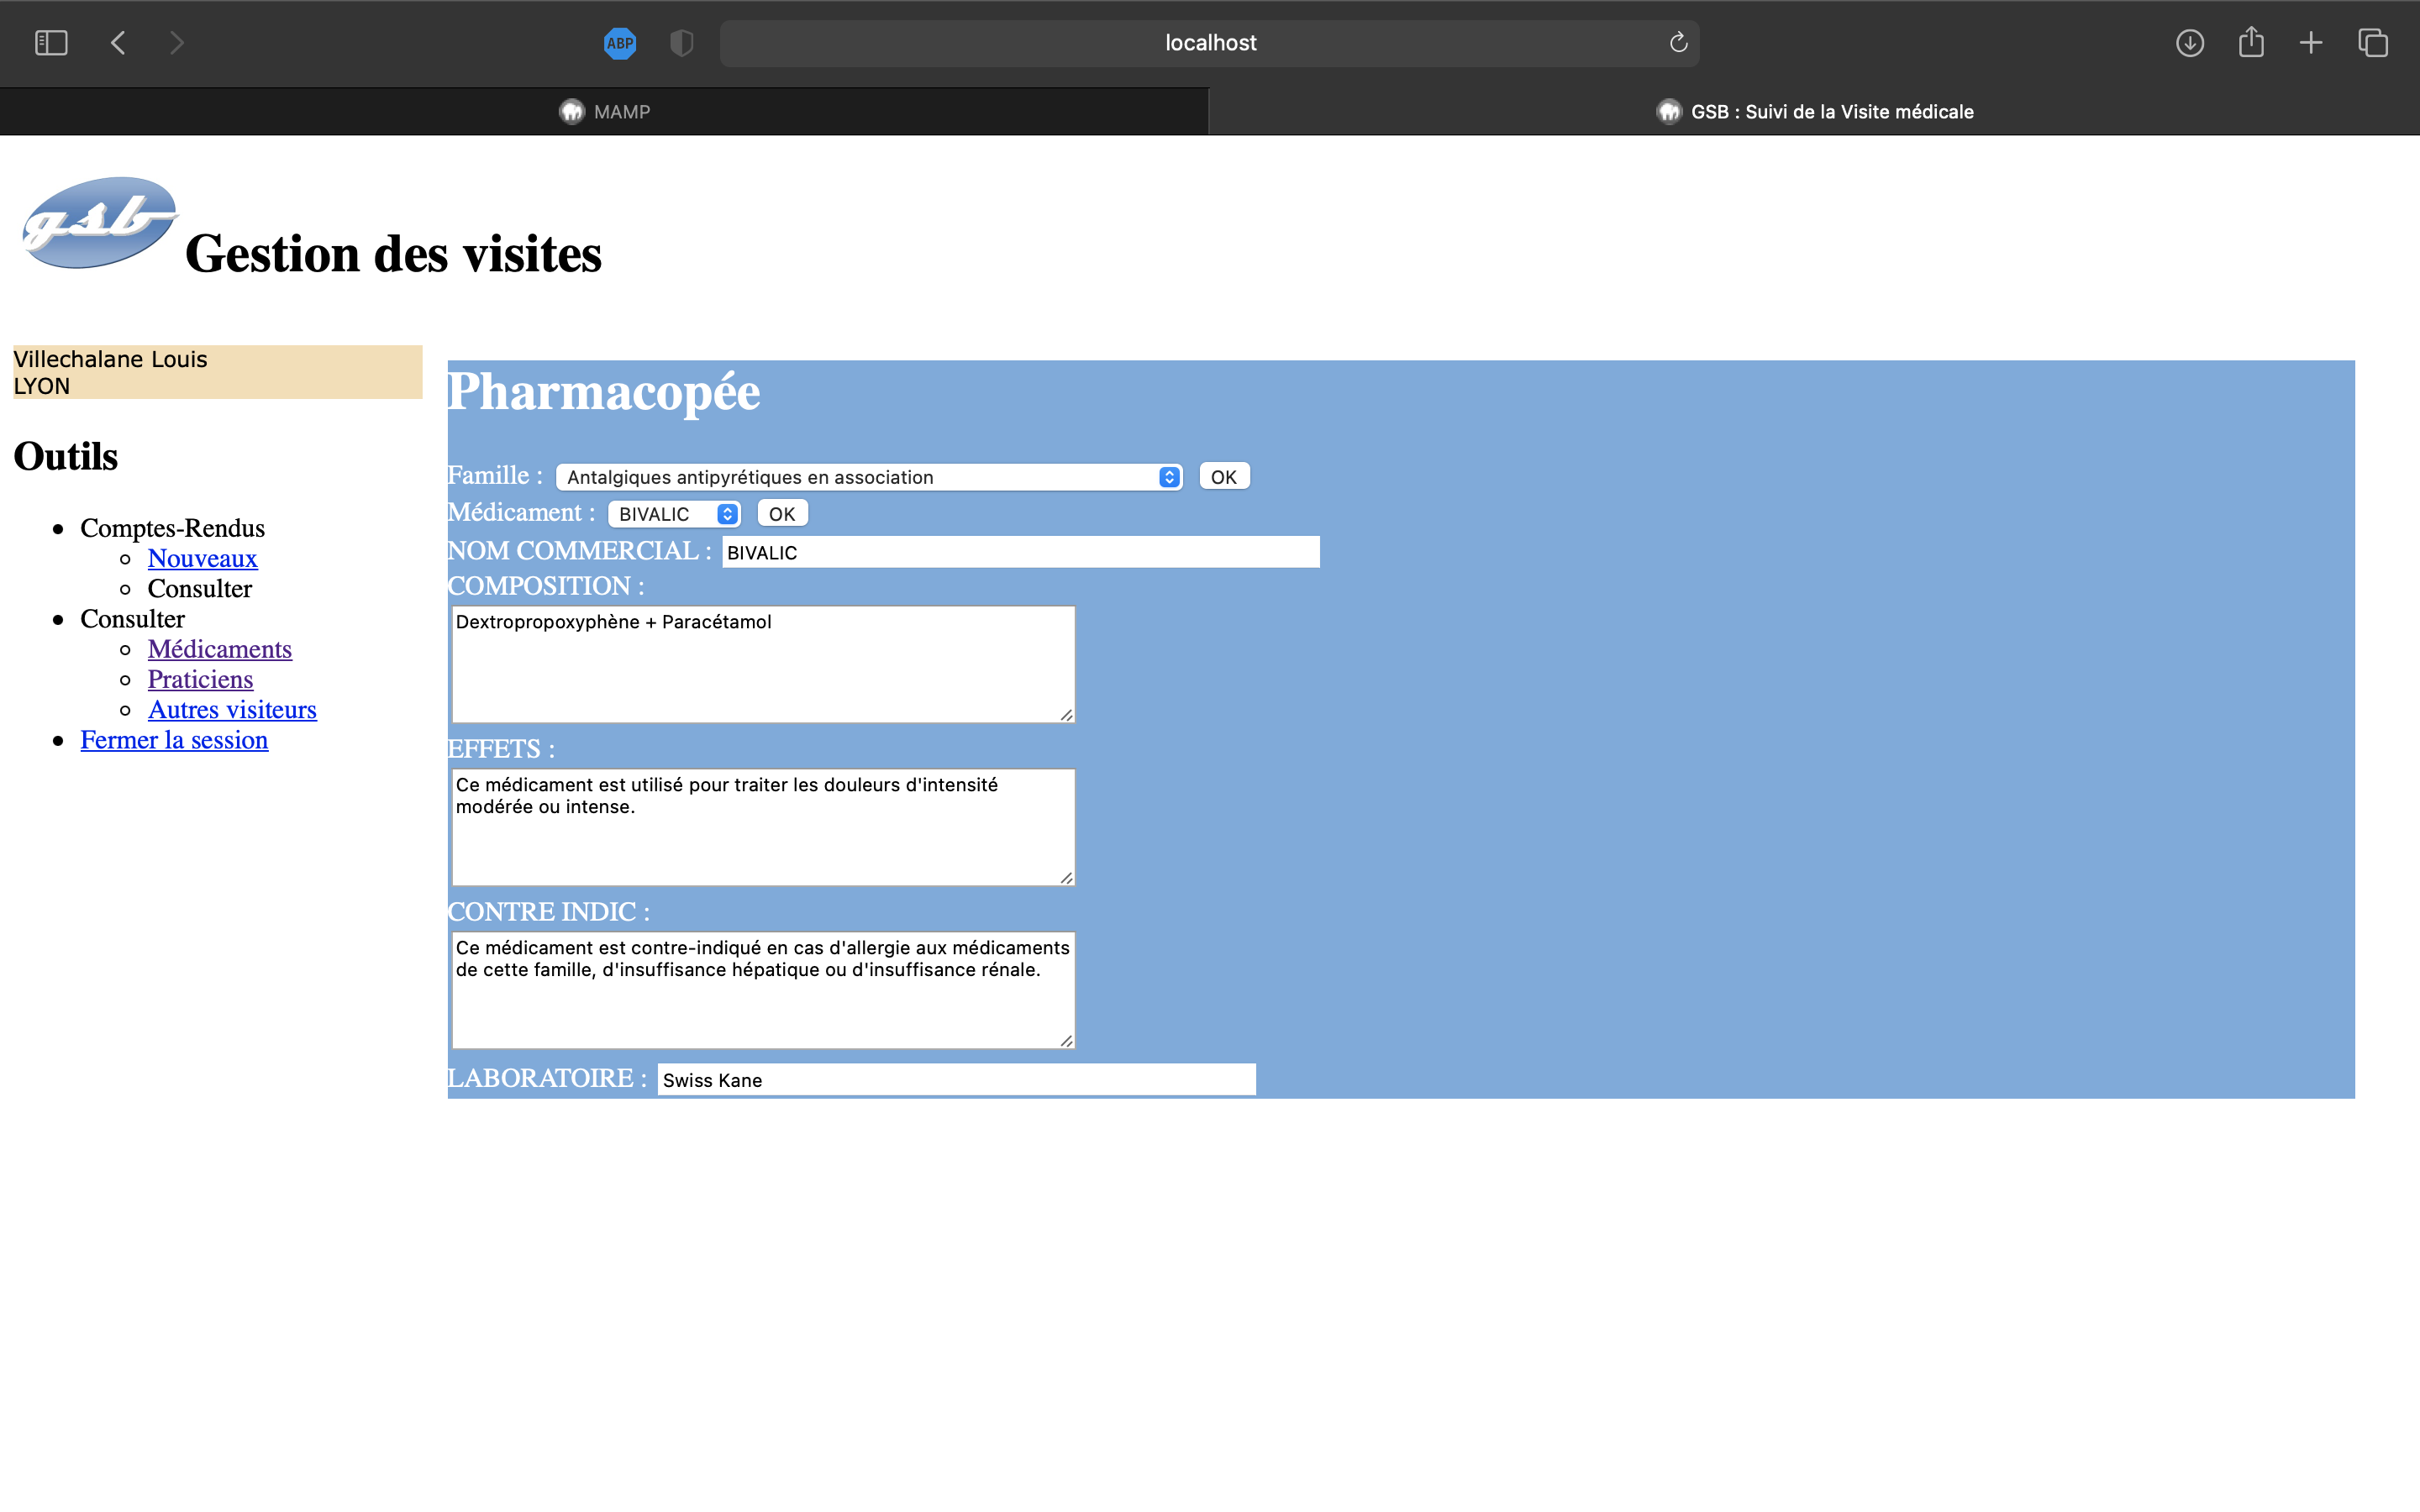 ABP
localhost
MAMP
GSB : Suivi de la Visite médicale
gsb
Gestion des visites
Villechalane Louis
LYON
Outils
Comptes-Rendus
Nouveaux
Consulter
Consulter
Médicaments
Praticiens
Autres visiteurs
Fermer la session
Pharmacopée
Famille : Antalgiques antipyrétiques en association OK
Médicament : BIVALIC OK
NOM COMMERCIAL : BIVALIC
COMPOSITION :
Dextropropoxyphène + Paracétamol
EFFETS :
Ce médicament est utilisé pour traiter les douleurs d'intensité
modérée ou intense.
CONTRE INDIC :
Ce médicament est contre-indiqué en cas d'allergie aux médicaments
de cette famille, d'insuffisance hépatique ou d'insuffisance rénale.
LABORATOIRE : Swiss Kane